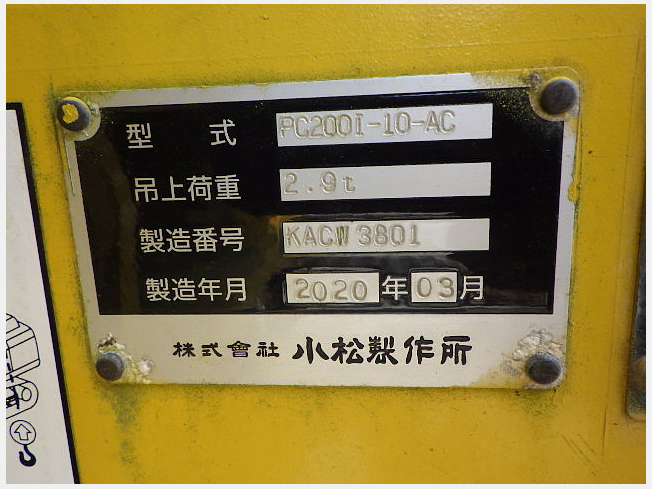 型 式 PC200I-10-AC
吊上荷重 2.9t
製造番号 KACW3801
製造年月 2020年03月
株式會社 小松製作所